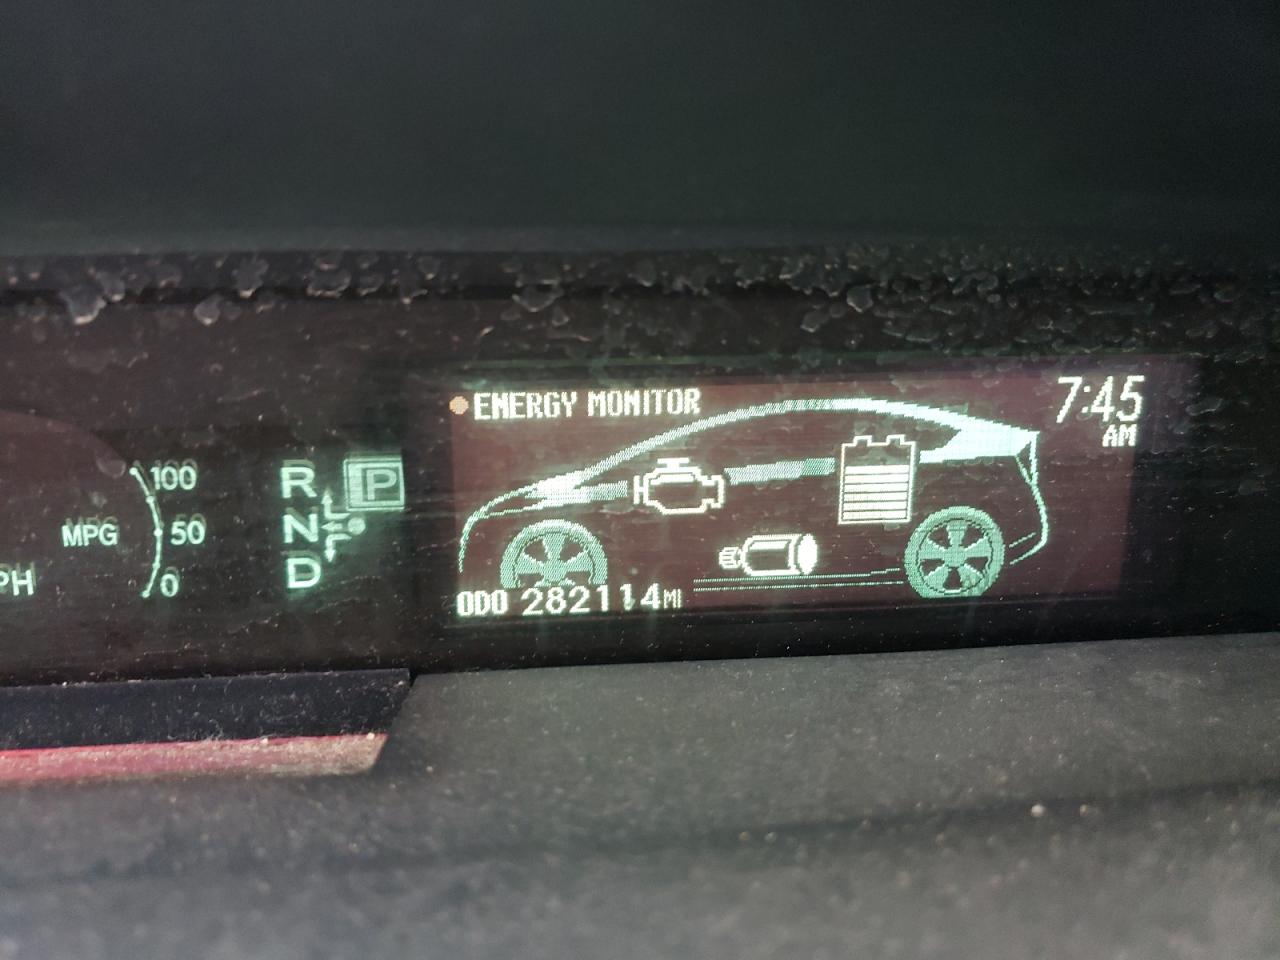 ENERGY MONITOR
7:45
AM
100
50
0
MPG
PH
R
P
N
D
ODO 282114MI